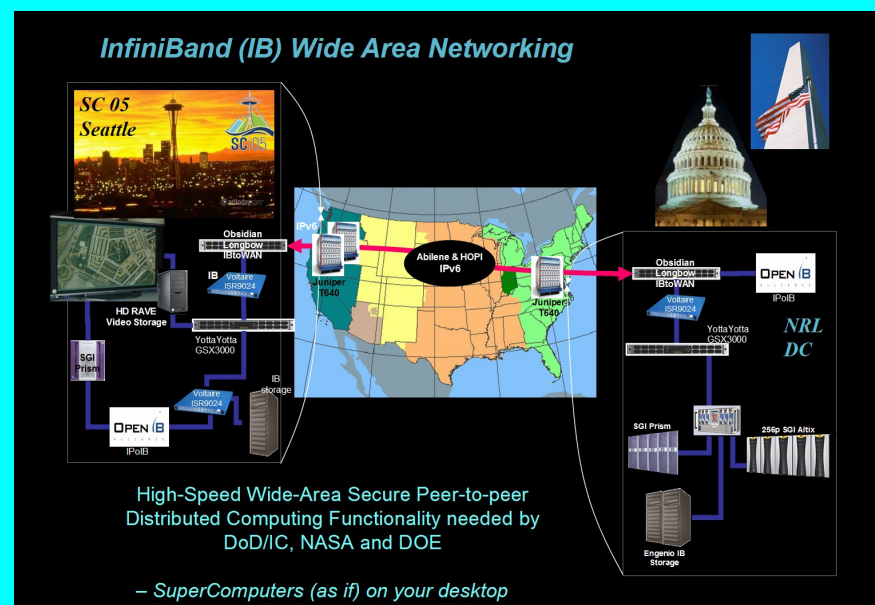 InfiniBand (IB) Wide Area Networking
SC 05
Seattle
SC 05
Obsidian
Longbow
IBtoWAN
IB
Voltaire
ISR9024
HD RAVE
Video Storage
YottaYotta
GSX3000
SGI
Prism
Voltaire
ISR9024
IB
storage
OPEN IB
ALLIANCE
IPoIB
IPv6
Juniper
T640
Abilene & HOPI
IPv6
Juniper
T640
Obsidian
Longbow
IBtoWAN
OPEN IB
ALLIANCE
IPoIB
Voltaire
ISR9024
YottaYotta
GSX3000
NRL
DC
SGI Prism
256p SGI Altix
Engenio IB
Storage
High-Speed Wide-Area Secure Peer-to-peer
Distributed Computing Functionality needed by
DoD/IC, NASA and DOE
– SuperComputers (as if) on your desktop